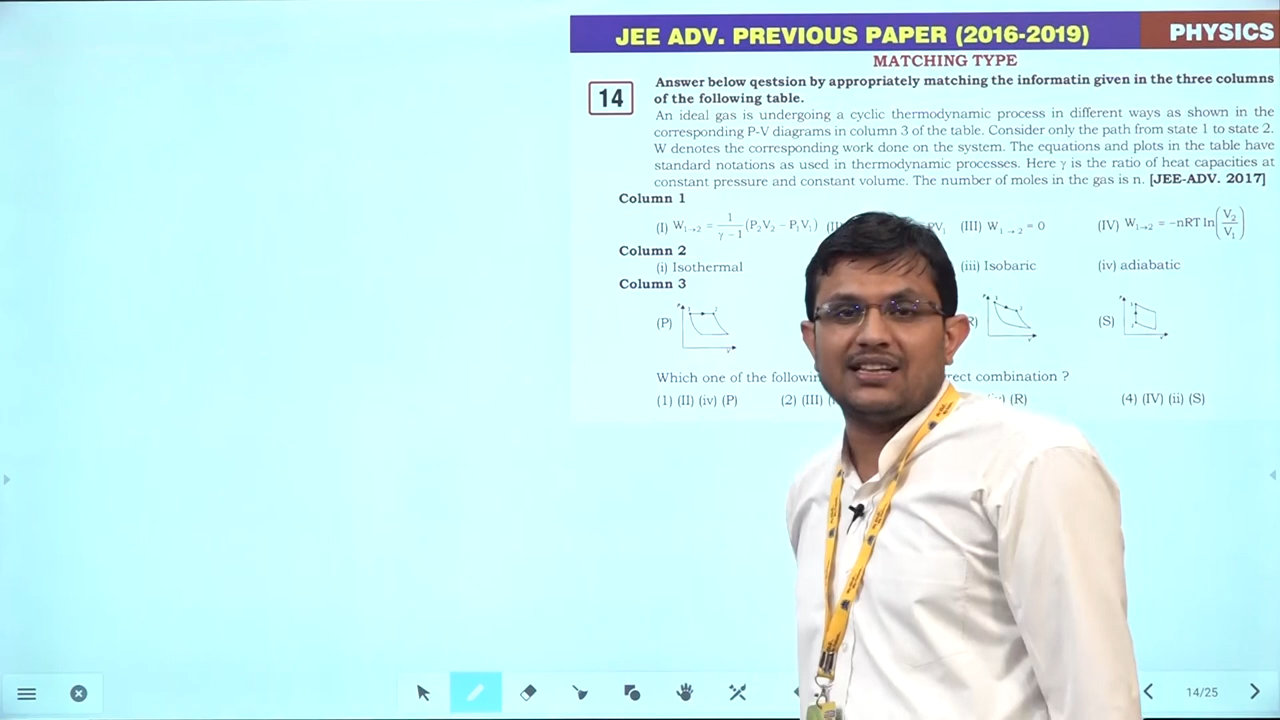 JEE ADV. PREVIOUS PAPER (2016-2019) PHYSICS
MATCHING TYPE
14
Answer below qestsion by appropriately matching the informatin given in the three columns
of the following table.
An ideal gas is undergoing a cyclic thermodynamic process in different ways as shown in the
corresponding P-V diagrams in column 3 of the table. Consider only the path from state 1 to state 2.
W denotes the corresponding work done on the system. The equations and plots in the table have
standard notations as used in thermodynamic processes. Here γ is the ratio of heat capacities at
constant pressure and constant volume. The number of moles in the gas is n. [JEE-ADV. 2017]
Column 1
(I) W₁→₂ = 1/(γ – 1) (P₂V₂ – P₁V₁) PV₁ (III) W₁→₂ = 0 (IV) W₁→₂ = –nRT ln(V₂/V₁)
Column 2
(i) Isothermal (iii) Isobaric (iv) adiabatic
Column 3
(P) (S)
Which one of the combination ?
(1) (II) (iv) (P) (2) (III) (R) (4) (IV) (ii) (S)
14/25